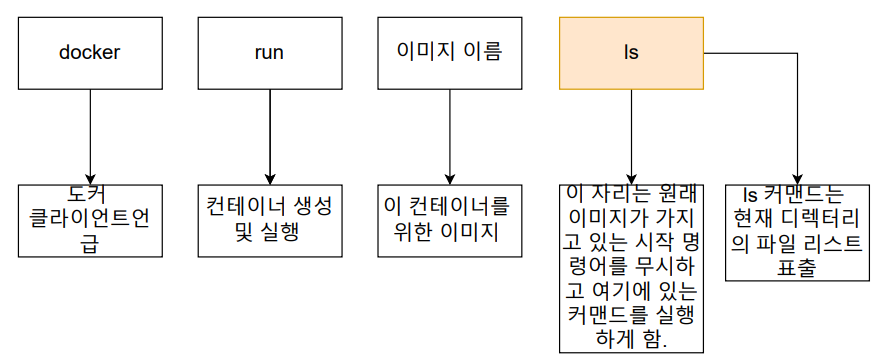 docker
run
이미지 이름
ls
도커
클라이언트언
급
컨테이너 생성
및 실행
이 컨테이너를
위한 이미지
이 자리는 원래
이미지가 가지
고 있는 시작 명
령어를 무시하
고 여기에 있는
커맨드를 실행
하게 함.
ls 커맨드는
현재 디렉터리
의 파일 리스트
표출